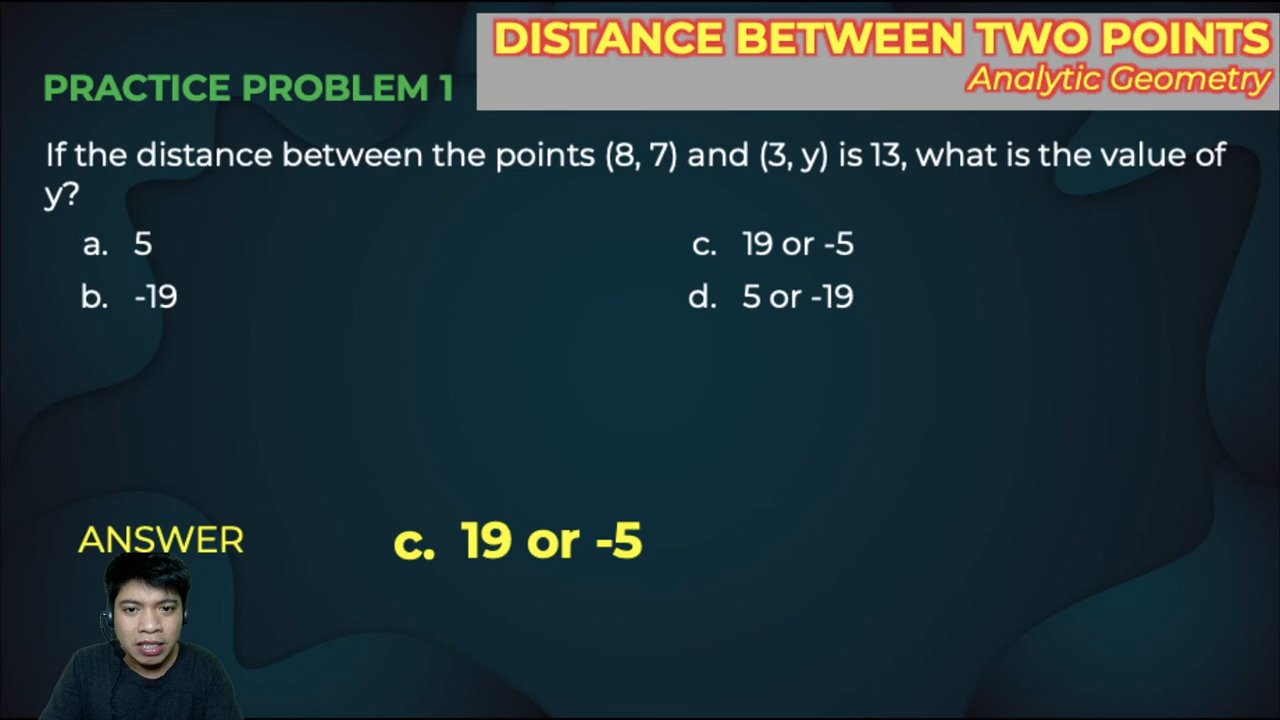 DISTANCE BETWEEN TWO POINTS
Analytic Geometry
PRACTICE PROBLEM 1
If the distance between the points (8, 7) and (3, y) is 13, what is the value of
y?
a. 5
b. -19
c. 19 or -5
d. 5 or -19
ANSWER
c. 19 or -5